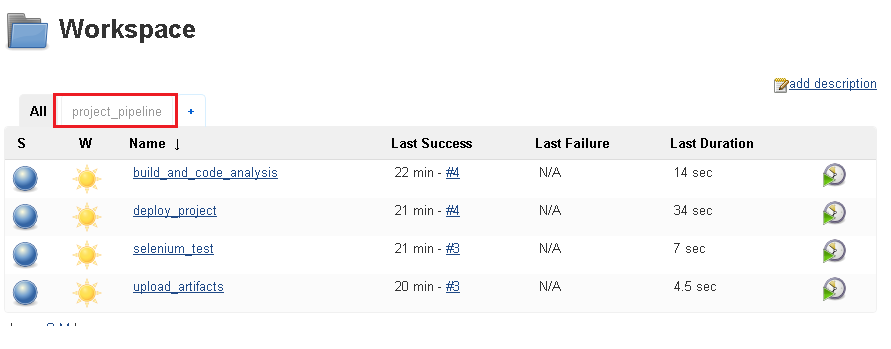 Workspace
add description
All project_pipeline +
S W Name ↓ Last Success Last Failure Last Duration
build_and_code_analysis 22 min - #4 N/A 14 sec
deploy_project 21 min - #4 N/A 34 sec
selenium_test 21 min - #3 N/A 7 sec
upload_artifacts 20 min - #3 N/A 4.5 sec